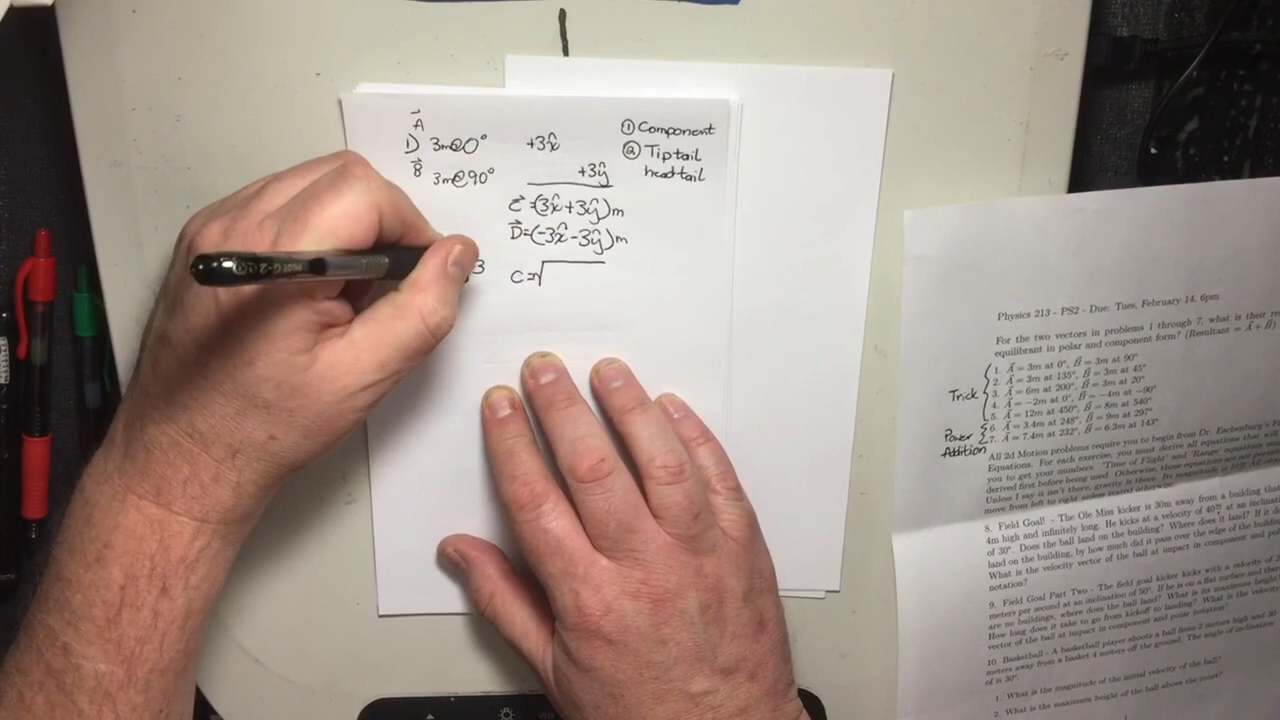 A
1) 3m@0° +3x̂
B
3m@90° +3ŷ
① Component
② Tiptail
headtail
C⃗ =(3x̂+3ŷ)m
D⃗=(-3x̂-3ŷ)m
3
C=√
PILOT G-2
Physics 213 - PS2 - Due: Tues, February 14, 6pm
For the two vectors in problems 1 through 7, what is their
equilibrant in polar and component form? (Resultant = A⃗ + B⃗)
1. A⃗ = 3m at 0°, B⃗ = 3m at 90°
2. A⃗ = 3m at 135°, B⃗ = 3m at 45°
3. A⃗ = 6m at 200°, B⃗ = 3m at 20°
4. A⃗ = −2m at 0°, B⃗ = −4m at −90°
5. A⃗ = 12m at 450°, B⃗ = 8m at 540°
6. A⃗ = 3.4m at 248°, B⃗ = 9m at 297°
7. A⃗ = 7.4m at 232°, B⃗ = 6.3m at 143°
Trick
Power
Addition
All 2d Motion problems require you to begin from Dr. Eschenburg's
Equations. For each exercise, you must derive all equations that
you to get your numbers. 'Time of Flight' and 'Range' equations
derived first before being used. Otherwise, those equations are not
Unless I say it isn't there, gravity is there. Its magnitude is
move from left to right unless stated otherwise.
8. Field Goal! - The Ole Miss kicker is 30m away from a building that
4m high and infinitely long. He kicks at a velocity of 40 m/s at an
of 30°. Does the ball land on the building? Where does it land? If it
land on the building, by how much did it pass over the edge of the
What is the velocity vector of the ball at impact in component and
notation?
9. Field Goal Part Two - The field goal kicker kicks with a velocity of
meters per second at an inclination of 50°. If he is on a flat surface and
are no buildings, where does the ball land? What is its maximum height
How long does it take to go from kickoff to landing? What is the
vector of the ball at impact in component and polar notation?
10. Basketball - A basketball player shoots a ball from 2 meters high and
meters away from a basket 4 meters off the ground. The angle of inclination
of is 30°.
1. What is the magnitude of the initial velocity of the ball?
2. What is the maximum height of the ball above the court?